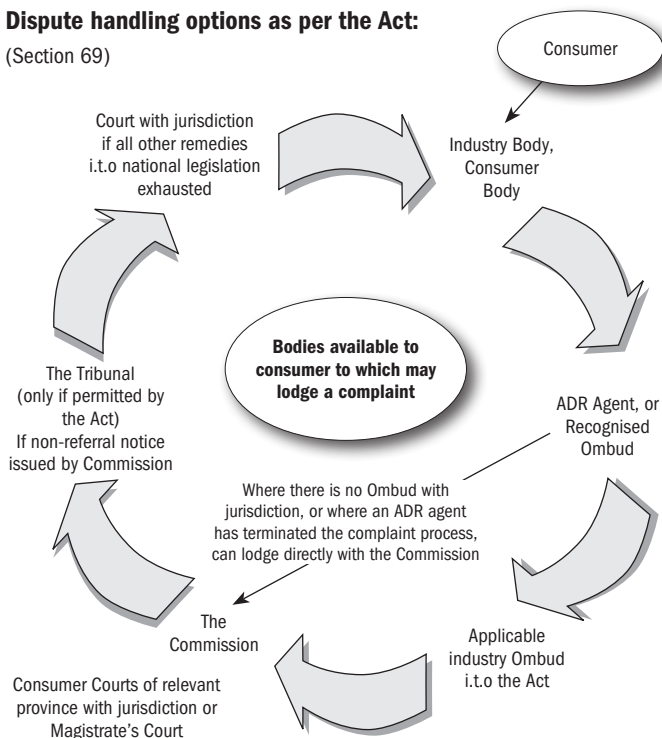 Dispute handling options as per the Act:
(Section 69)
Consumer
Court with jurisdiction
if all other remedies
i.t.o national legislation
exhausted
Industry Body,
Consumer
Body
Bodies available to
consumer to which may
lodge a complaint
The Tribunal
(only if permitted by
the Act)
If non-referral notice
issued by Commission
ADR Agent, or
Recognised
Ombud
Where there is no Ombud with
jurisdiction, or where an ADR agent
has terminated the complaint process,
can lodge directly with the Commission
The
Commission
Applicable
industry Ombud
i.t.o the Act
Consumer Courts of relevant
province with jurisdiction or
Magistrate's Court